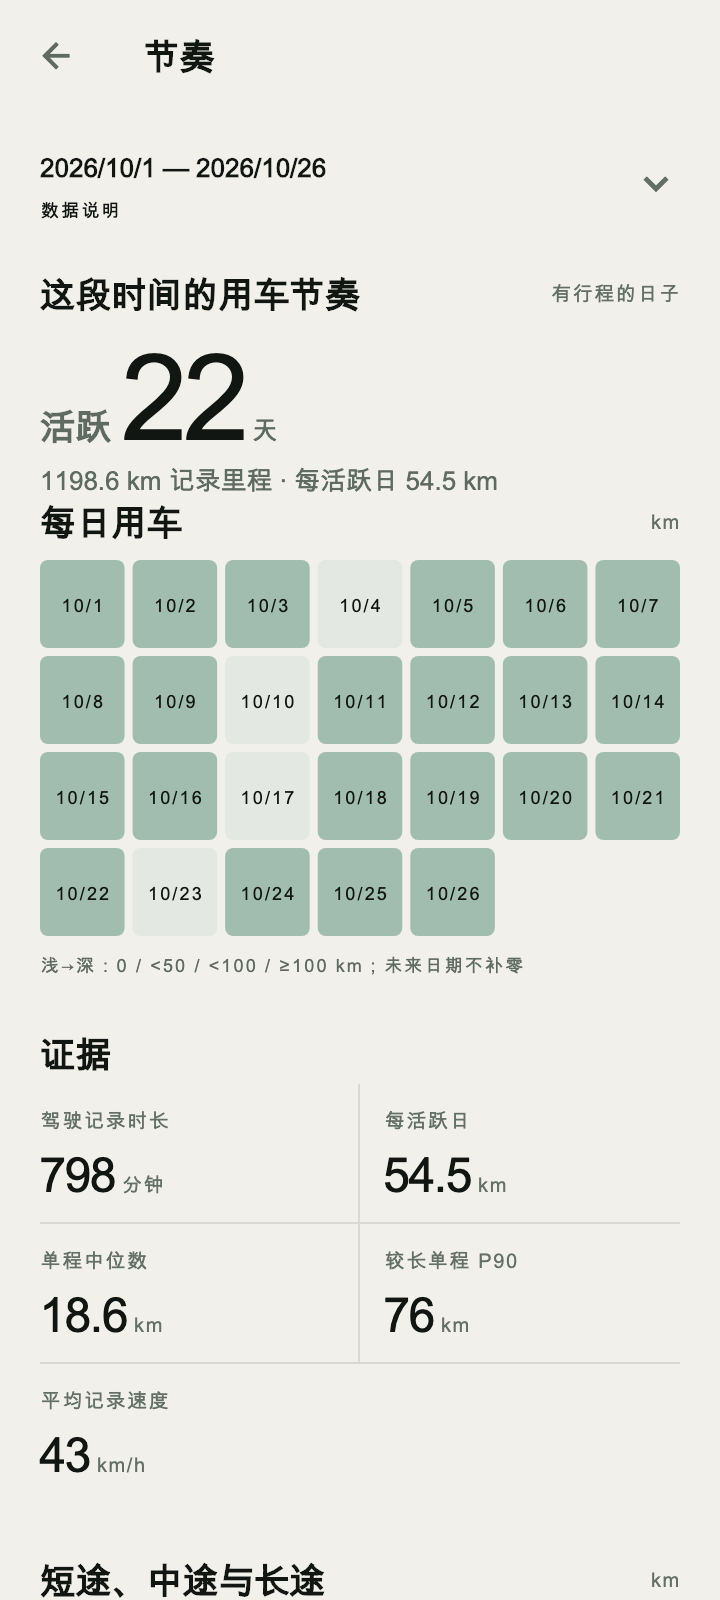 节奏
2026/10/1 — 2026/10/26
数据说明
这段时间的用车节奏 有行程的日子
活跃 22 天
1198.6 km 记录里程 · 每活跃日 54.5 km
每日用车 km
10/1 10/2 10/3 10/4 10/5 10/6 10/7
10/8 10/9 10/10 10/11 10/12 10/13 10/14
10/15 10/16 10/17 10/18 10/19 10/20 10/21
10/22 10/23 10/24 10/25 10/26
浅→深：0 / <50 / <100 / ≥100 km；未来日期不补零
证据
驾驶记录时长 每活跃日
798 分钟 54.5 km
单程中位数 较长单程 P90
18.6 km 76 km
平均记录速度
43 km/h
短途、中途与长途 km